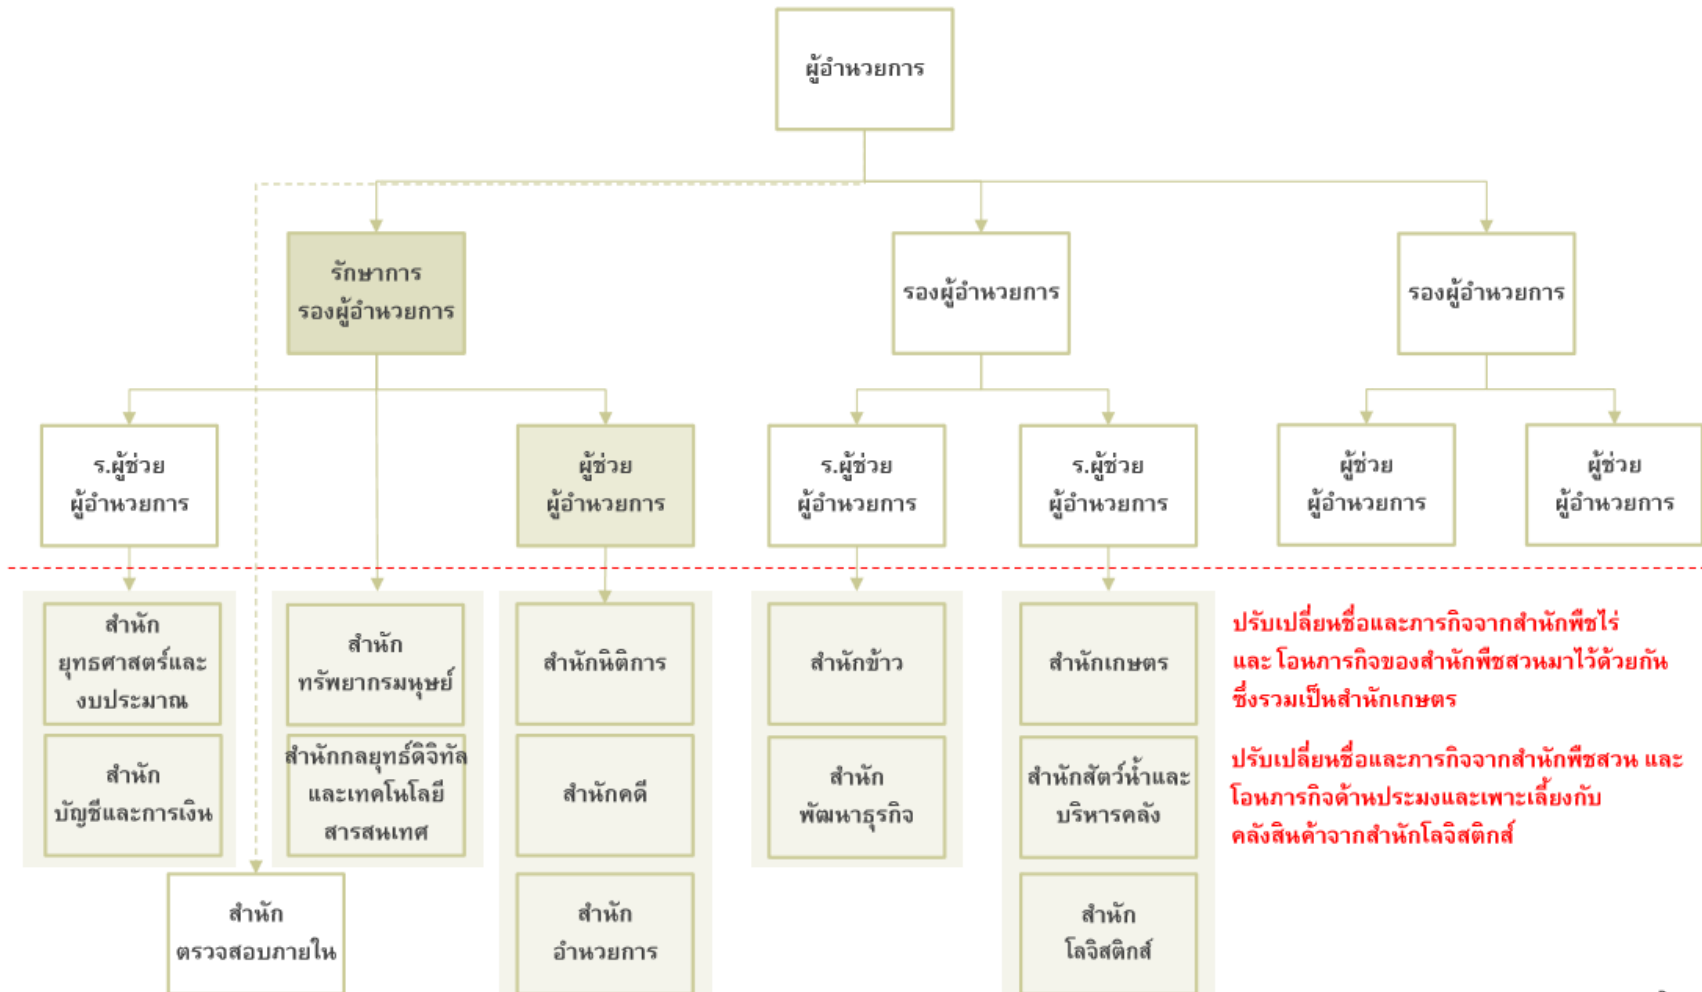 ผู้อำนวยการ
รักษาการ
รองผู้อำนวยการ
รองผู้อำนวยการ
รองผู้อำนวยการ
ร.ผู้ช่วย
ผู้อำนวยการ
ผู้ช่วย
ผู้อำนวยการ
ร.ผู้ช่วย
ผู้อำนวยการ
ร.ผู้ช่วย
ผู้อำนวยการ
ผู้ช่วย
ผู้อำนวยการ
ผู้ช่วย
ผู้อำนวยการ
สำนัก
ยุทธศาสตร์และ
งบประมาณ
สำนัก
ทรัพยากรมนุษย์
สำนักนิติการ
สำนักข้าว
สำนักเกษตร
ปรับเปลี่ยนชื่อและภารกิจจากสำนักพืชไร่
และ โอนภารกิจของสำนักพืชสวนมาไว้ด้วยกัน
ซึ่งรวมเป็นสำนักเกษตร
สำนัก
บัญชีและการเงิน
สำนักกลยุทธ์ดิจิทัล
และเทคโนโลยี
สารสนเทศ
สำนักคดี
สำนัก
พัฒนาธุรกิจ
สำนักสัตว์น้ำและ
บริหารคลัง
ปรับเปลี่ยนชื่อและภารกิจจากสำนักพืชสวน และ
โอนภารกิจด้านประมงและเพาะเลี้ยงกับ
คลังสินค้าจากสำนักโลจิสติกส์
สำนัก
ตรวจสอบภายใน
สำนัก
อำนวยการ
สำนัก
โลจิสติกส์